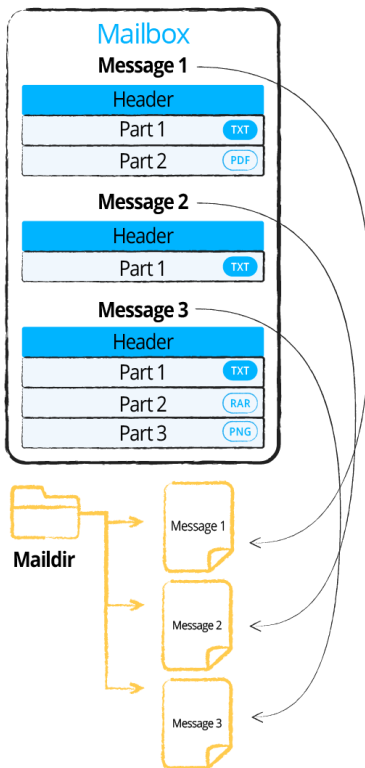 Mailbox
Message 1
Header
Part 1 TXT
Part 2 PDF
Message 2
Header
Part 1 TXT
Message 3
Header
Part 1 TXT
Part 2 RAR
Part 3 PNG
Maildir
Message 1
Message 2
Message 3